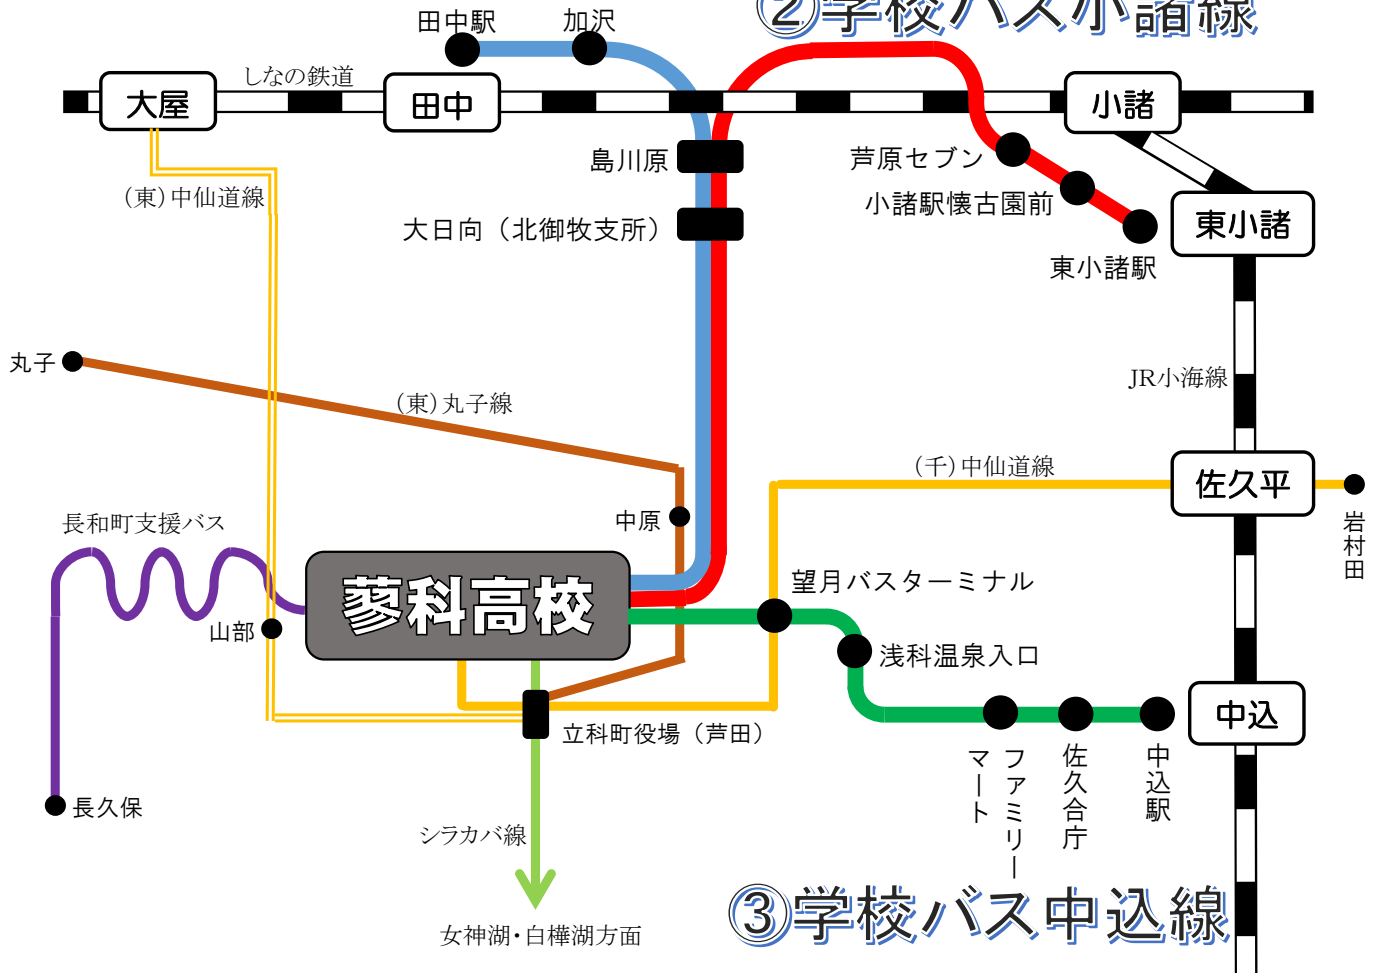 ②学校バス小諸線
田中駅
加沢
しなの鉄道
大屋
田中
小諸
島川原
芦原セブン
(東)中仙道線
小諸駅懐古園前
大日向（北御牧支所）
東小諸
東小諸駅
丸子
JR小海線
(東)丸子線
(千)中仙道線
佐久平
長和町支援バス
中原
岩村田
蓼科高校
望月バスターミナル
山部
浅科温泉入口
中込
立科町役場（芦田）
ファミリーマート
佐久合庁
中込駅
長久保
シラカバ線
③学校バス中込線
女神湖・白樺湖方面